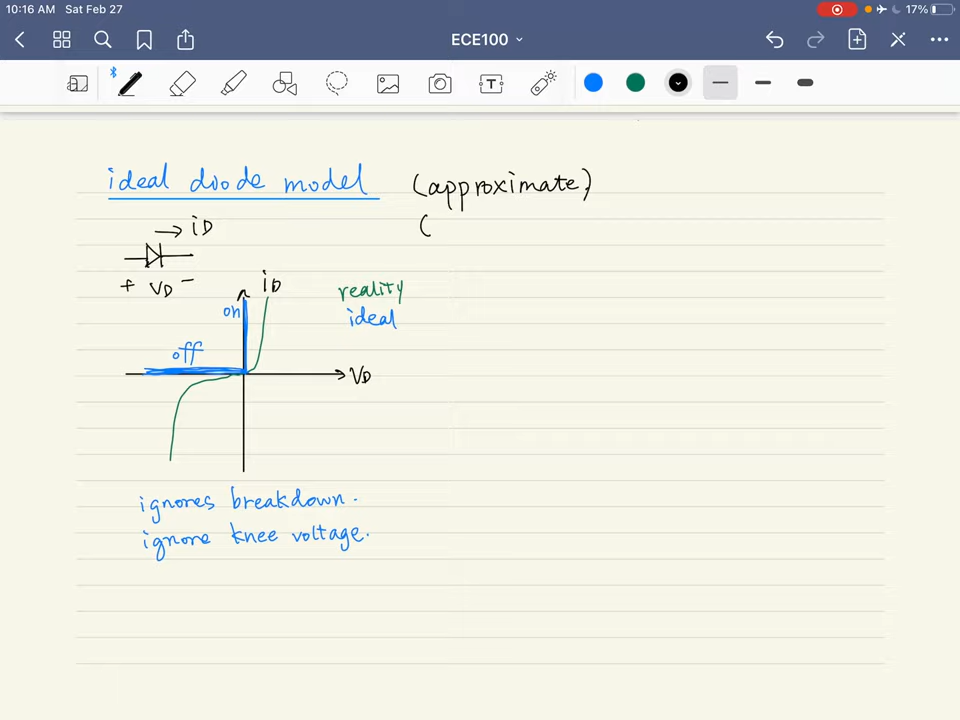 10:16 AM Sat Feb 27
17%
ECE100
T
ideal diode model (approximate)
(
→ iD
+ VD −
iD
on
reality
ideal
off
VD
ignores breakdown.
ignore knee voltage.